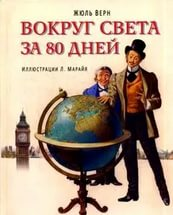 ЖЮЛЬ ВЕРН
ВОКРУГ СВЕТА
ЗА 80 ДНЕЙ
ИЛЛЮСТРАЦИИ Л. МАРАЙЯ